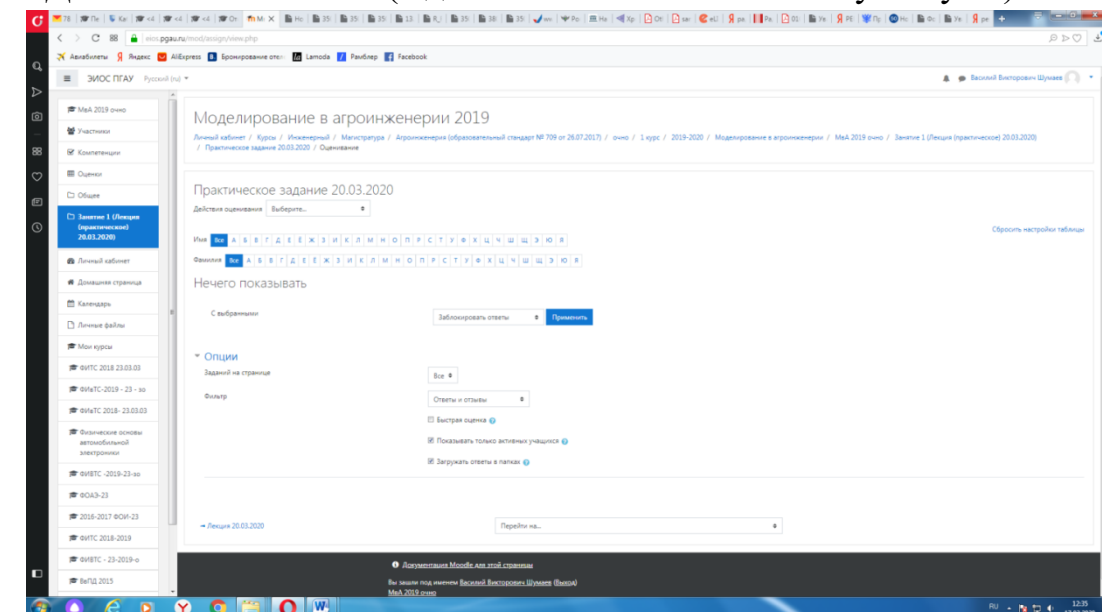 eios.pgau.ru/mod/assign/view.php
Авиабилеты Яндекс AliExpress Бронирование отел Lamoda Рамблер Facebook
ЭИОС ПГАУ Русский (ru)
Василий Викторович Шумаев
МвА 2019 очно
Участники
Компетенции
Оценки
Общее
Занятие 1 (Лекция
(практическое)
20.03.2020)
Личный кабинет
Домашняя страница
Календарь
Личные файлы
Мои курсы
ФИТС 2018 23.03.03
ФИаТС-2019 - 23 - зо
ФИаТС 2018- 23.03.03
Физические основы
автомобильной
электроники
ФИВТС -2019-23-зо
ФОАЭ-23
2016-2017 ФОИ-23
ФИТС 2018-2019
ФИВТС - 23-2019-о
ВеПД 2015
Моделирование в агроинженерии 2019
Личный кабинет / Курсы / Инженерный / Магистратура / Агроинженерия (образовательный стандарт № 709 от 26.07.2017) / очно / 1 курс / 2019-2020 / Моделирование в агроинженерии / МвА 2019 очно / Занятие 1 (Лекция (практическое) 20.03.2020)
/ Практическое задание 20.03.2020 / Оценивание
Практическое задание 20.03.2020
Действия оценивания Выберите...
Сбросить настройки таблицы
Имя Все А Б В Г Д Е Ё Ж З И К Л М Н О П Р С Т У Ф Х Ц Ч Ш Щ Э Ю Я
Фамилия Все А Б В Г Д Е Ё Ж З И К Л М Н О П Р С Т У Ф Х Ц Ч Ш Щ Э Ю Я
Нечего показывать
С выбранными Заблокировать ответы Применить
Опции
Заданий на странице Все
Фильтр Ответы и отзывы
Быстрая оценка
Показывать только активных учащихся
Загружать ответы в папках
Лекция 20.03.2020 Перейти на...
Документация Moodle для этой страницы
Вы зашли под именем Василий Викторович Шумаев (Выход)
МвА 2019 очно
RU 12:35